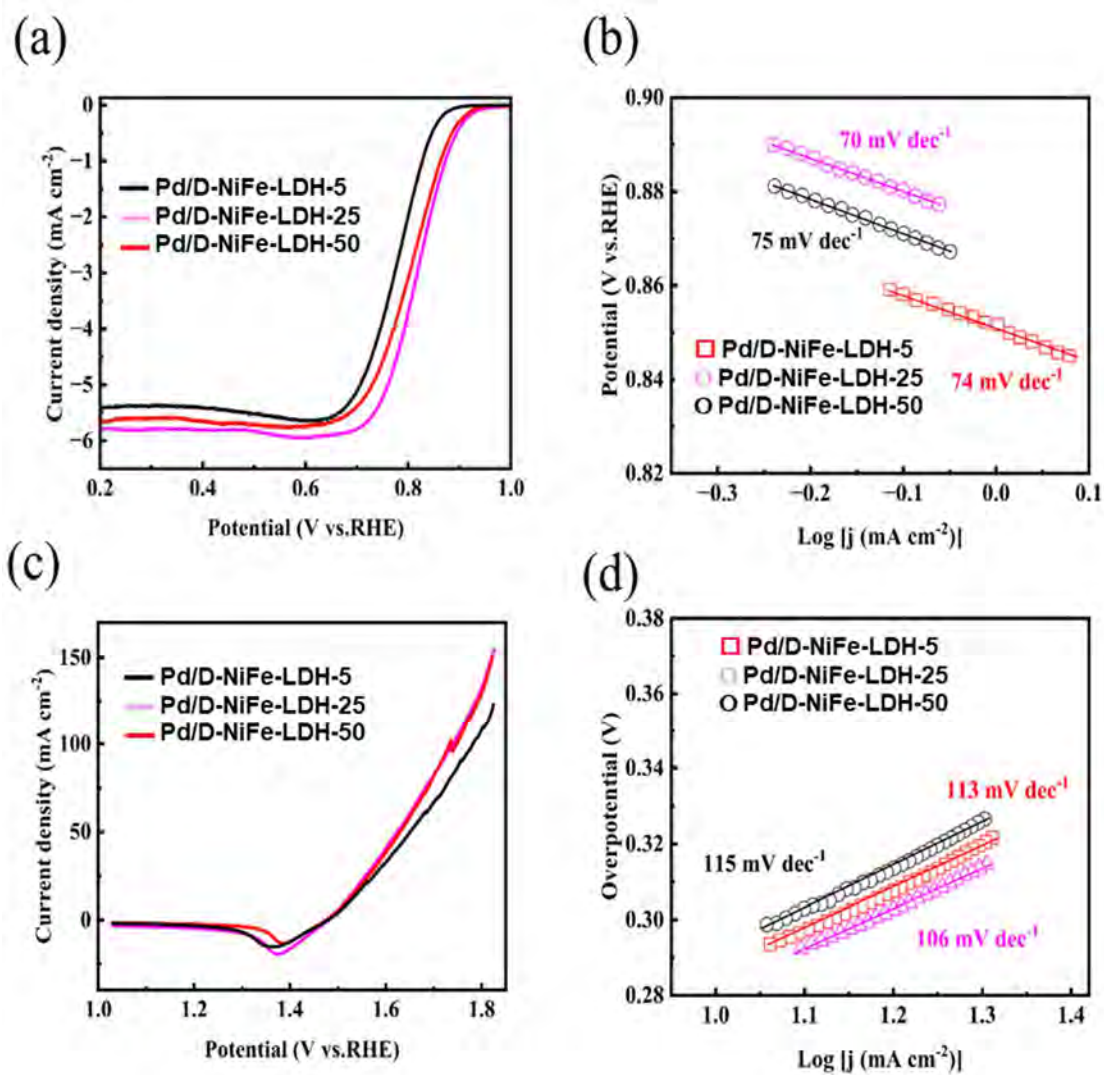 (a)
0
−1
−2
−3
−4
−5
−6
Current density (mA cm⁻²)
Pd/D-NiFe-LDH-5
Pd/D-NiFe-LDH-25
Pd/D-NiFe-LDH-50
0.2 0.4 0.6 0.8 1.0
Potential (V vs.RHE)
(b)
0.90
0.88
0.86
0.84
0.82
Potential (V vs.RHE)
70 mV dec⁻¹
75 mV dec⁻¹
Pd/D-NiFe-LDH-5
Pd/D-NiFe-LDH-25
Pd/D-NiFe-LDH-50
74 mV dec⁻¹
−0.3 −0.2 −0.1 0.0 0.1
Log |j (mA cm⁻²)|
(c)
150
100
50
0
Current density (mA cm⁻²)
Pd/D-NiFe-LDH-5
Pd/D-NiFe-LDH-25
Pd/D-NiFe-LDH-50
1.0 1.2 1.4 1.6 1.8
Potential (V vs.RHE)
(d)
0.38
0.36
0.34
0.32
0.30
0.28
Overpotential (V)
Pd/D-NiFe-LDH-5
Pd/D-NiFe-LDH-25
Pd/D-NiFe-LDH-50
113 mV dec⁻¹
115 mV dec⁻¹
106 mV dec⁻¹
1.0 1.1 1.2 1.3 1.4
Log |j (mA cm⁻²)|